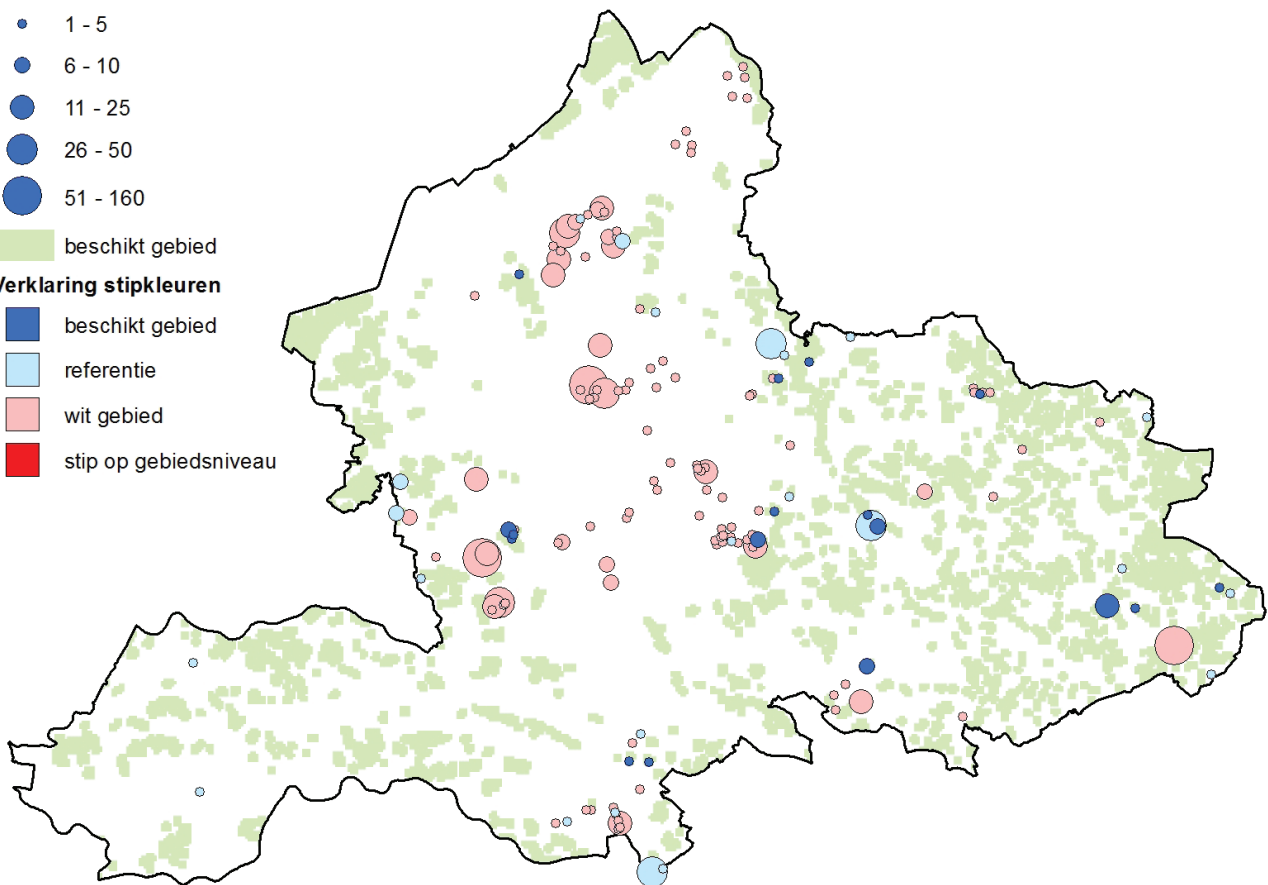 1 - 5
6 - 10
11 - 25
26 - 50
51 - 160
beschikt gebied
Verklaring stipkleuren
beschikt gebied
referentie
wit gebied
stip op gebiedsniveau